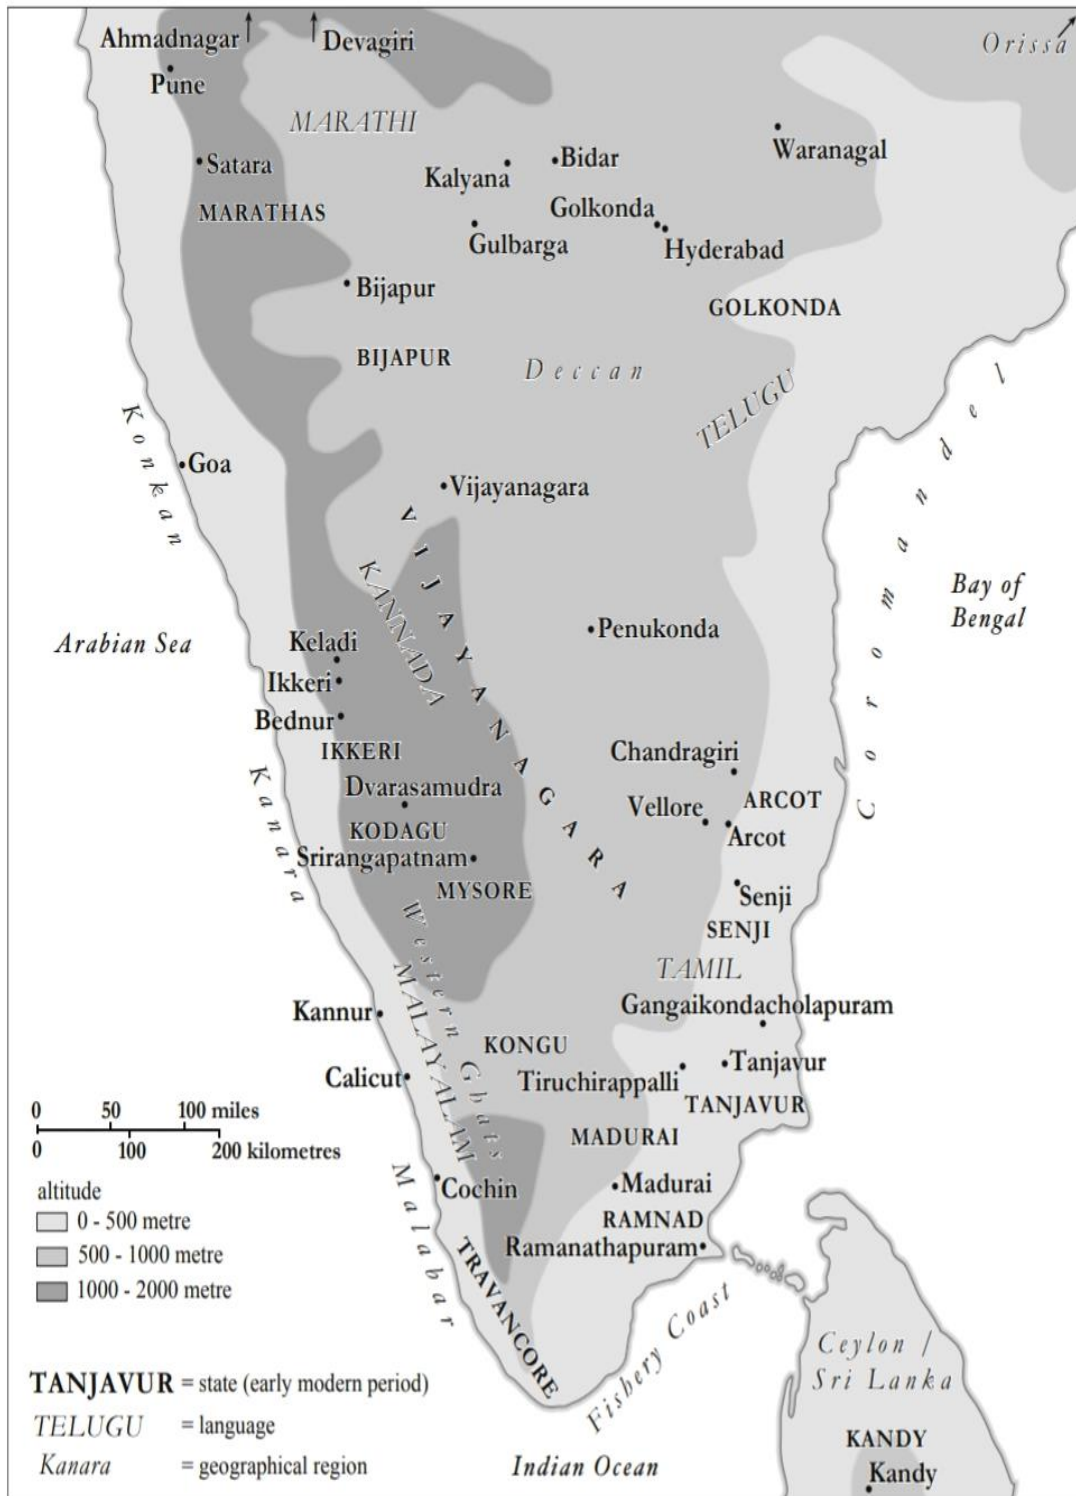 Ahmadnagar
Devagiri
Orissa
Pune
MARATHI
Waranagal
Satara
Kalyana
Bidar
MARATHAS
Golkonda
Gulbarga
Hyderabad
Bijapur
GOLKONDA
BIJAPUR
Deccan
TELUGU
Coromandel
Konkan
Goa
Vijayanagara
VIJAYANAGARA
KANNADA
Bay of
Bengal
Arabian Sea
Penukonda
Keladi
Ikkeri
Bednur
IKKERI
Chandragiri
Kanara
Dvarasamudra
Vellore
ARCOT
KODAGU
Arcot
Srirangapatnam
MYSORE
Senji
SENJI
Western Ghats
MALAYALAM
TAMIL
Gangaikondacholapuram
Kannur
KONGU
Tanjavur
Calicut
Tiruchirappalli
TANJAVUR
0 50 100 miles
0 100 200 kilometres
MADURAI
Malabar
Cochin
Madurai
altitude
0 - 500 metre
500 - 1000 metre
1000 - 2000 metre
RAMNAD
Ramanathapuram
TRAVANCORE
Fishery Coast
Ceylon /
Sri Lanka
TANJAVUR = state (early modern period)
TELUGU = language
Kanara = geographical region
Indian Ocean
KANDY
Kandy